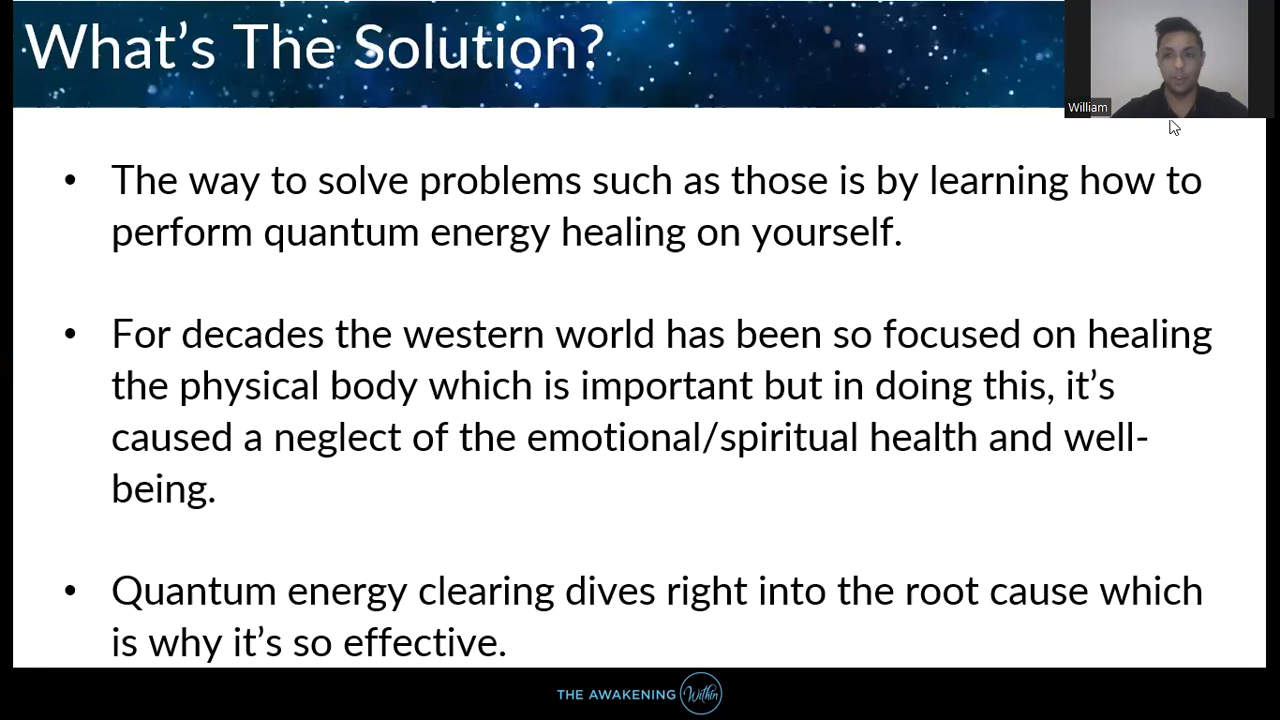 What's The Solution?
William
• The way to solve problems such as those is by learning how to
perform quantum energy healing on yourself.
• For decades the western world has been so focused on healing
the physical body which is important but in doing this, it's
caused a neglect of the emotional/spiritual health and well-
being.
• Quantum energy clearing dives right into the root cause which
is why it's so effective.
THE AWAKENING Within